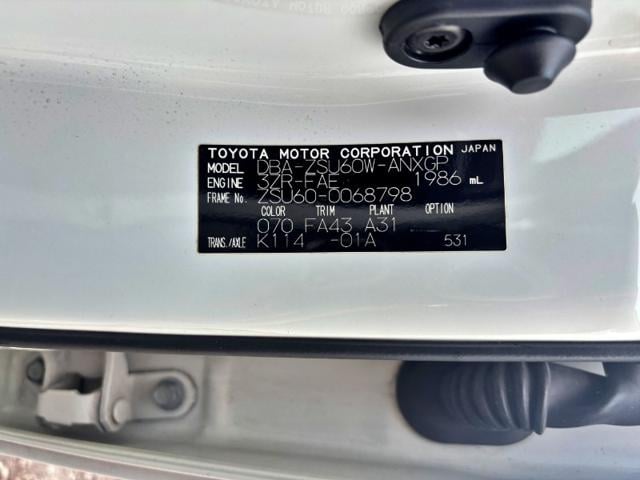 TOYOTA MOTOR CORPORATION JAPAN
MODEL DBA-ZSU60W-ANXGP
ENGINE 3ZR-FAE 1986 mL
FRAME No. ZSU60-0068798
COLOR TRIM PLANT OPTION
070 FA43 A31
TRANS./AXLE K114 -01A 531